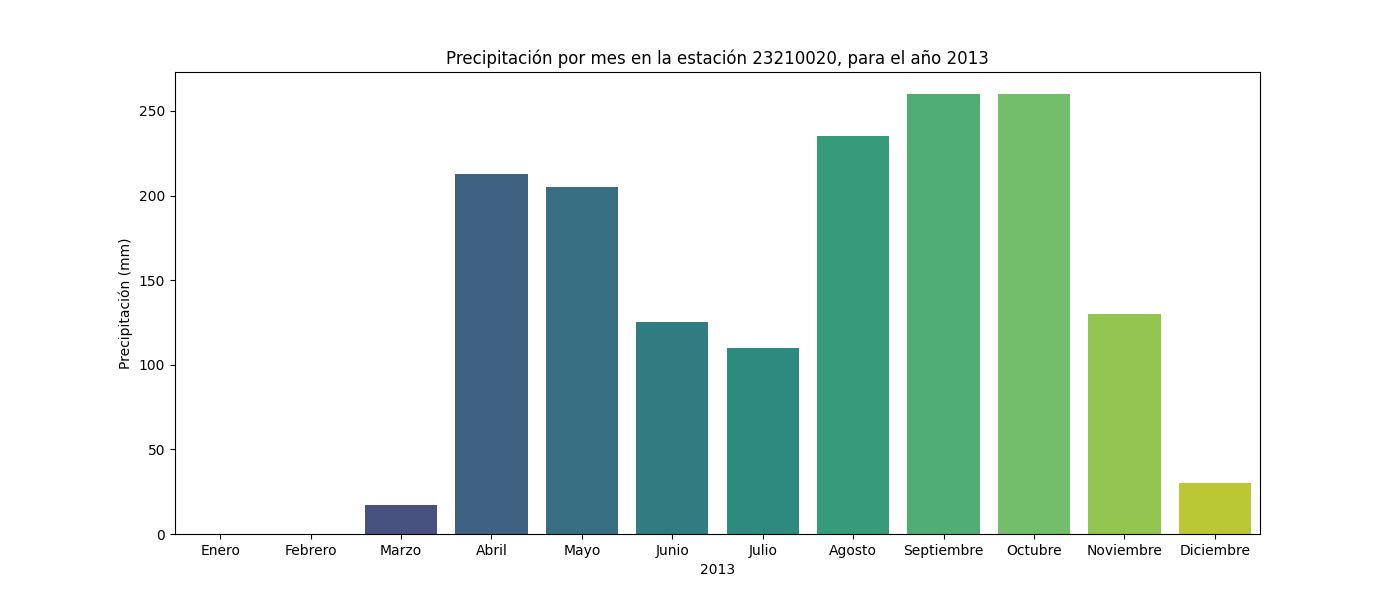 Precipitación por mes en la estación 23210020, para el año 2013
Precipitación (mm)
250
200
150
100
50
0
Enero Febrero Marzo Abril Mayo Junio Julio Agosto Septiembre Octubre Noviembre Diciembre
2013